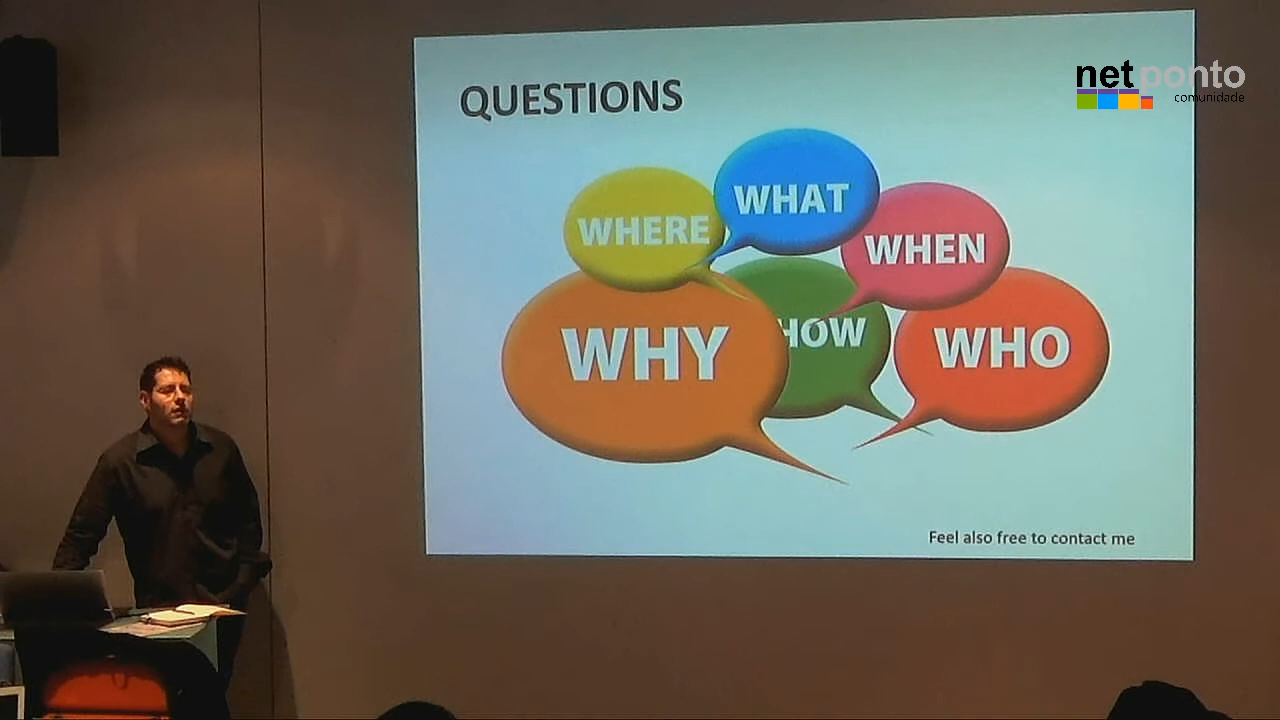 netponto
comunidade
QUESTIONS
WHERE
WHAT
WHEN
WHY
HOW
WHO
Feel also free to contact me